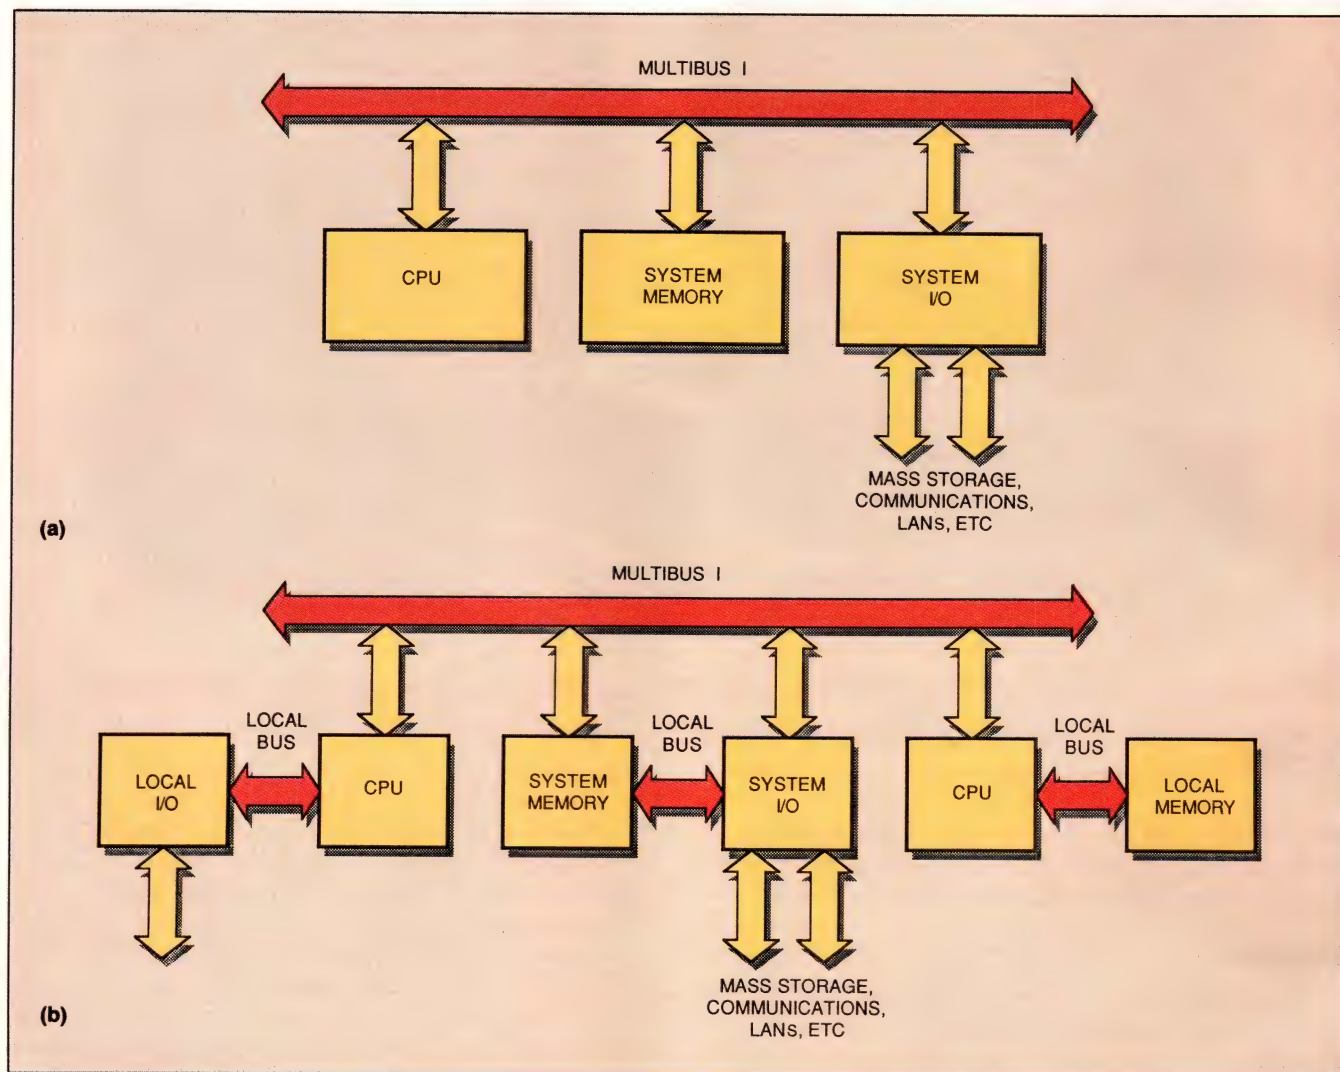 MULTIBUS I
CPU
SYSTEM
MEMORY
SYSTEM
I/O
MASS STORAGE,
COMMUNICATIONS,
LANs, ETC
(a)
MULTIBUS I
LOCAL
BUS
LOCAL
BUS
LOCAL
BUS
LOCAL
I/O
CPU
SYSTEM
MEMORY
SYSTEM
I/O
CPU
LOCAL
MEMORY
MASS STORAGE,
COMMUNICATIONS,
LANs, ETC
(b)